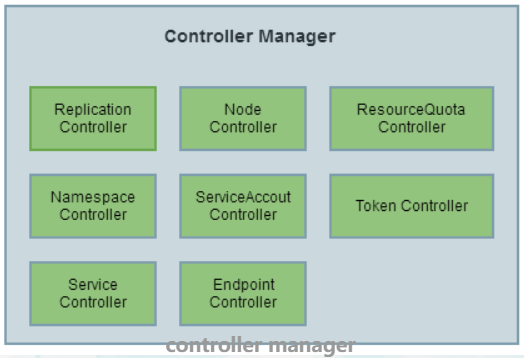 Controller Manager
Replication
Controller
Node
Controller
ResourceQuota
Controller
Namespace
Controller
ServiceAccout
Controller
Token Controller
Service
Controller
Endpoint
Controller
controller manager